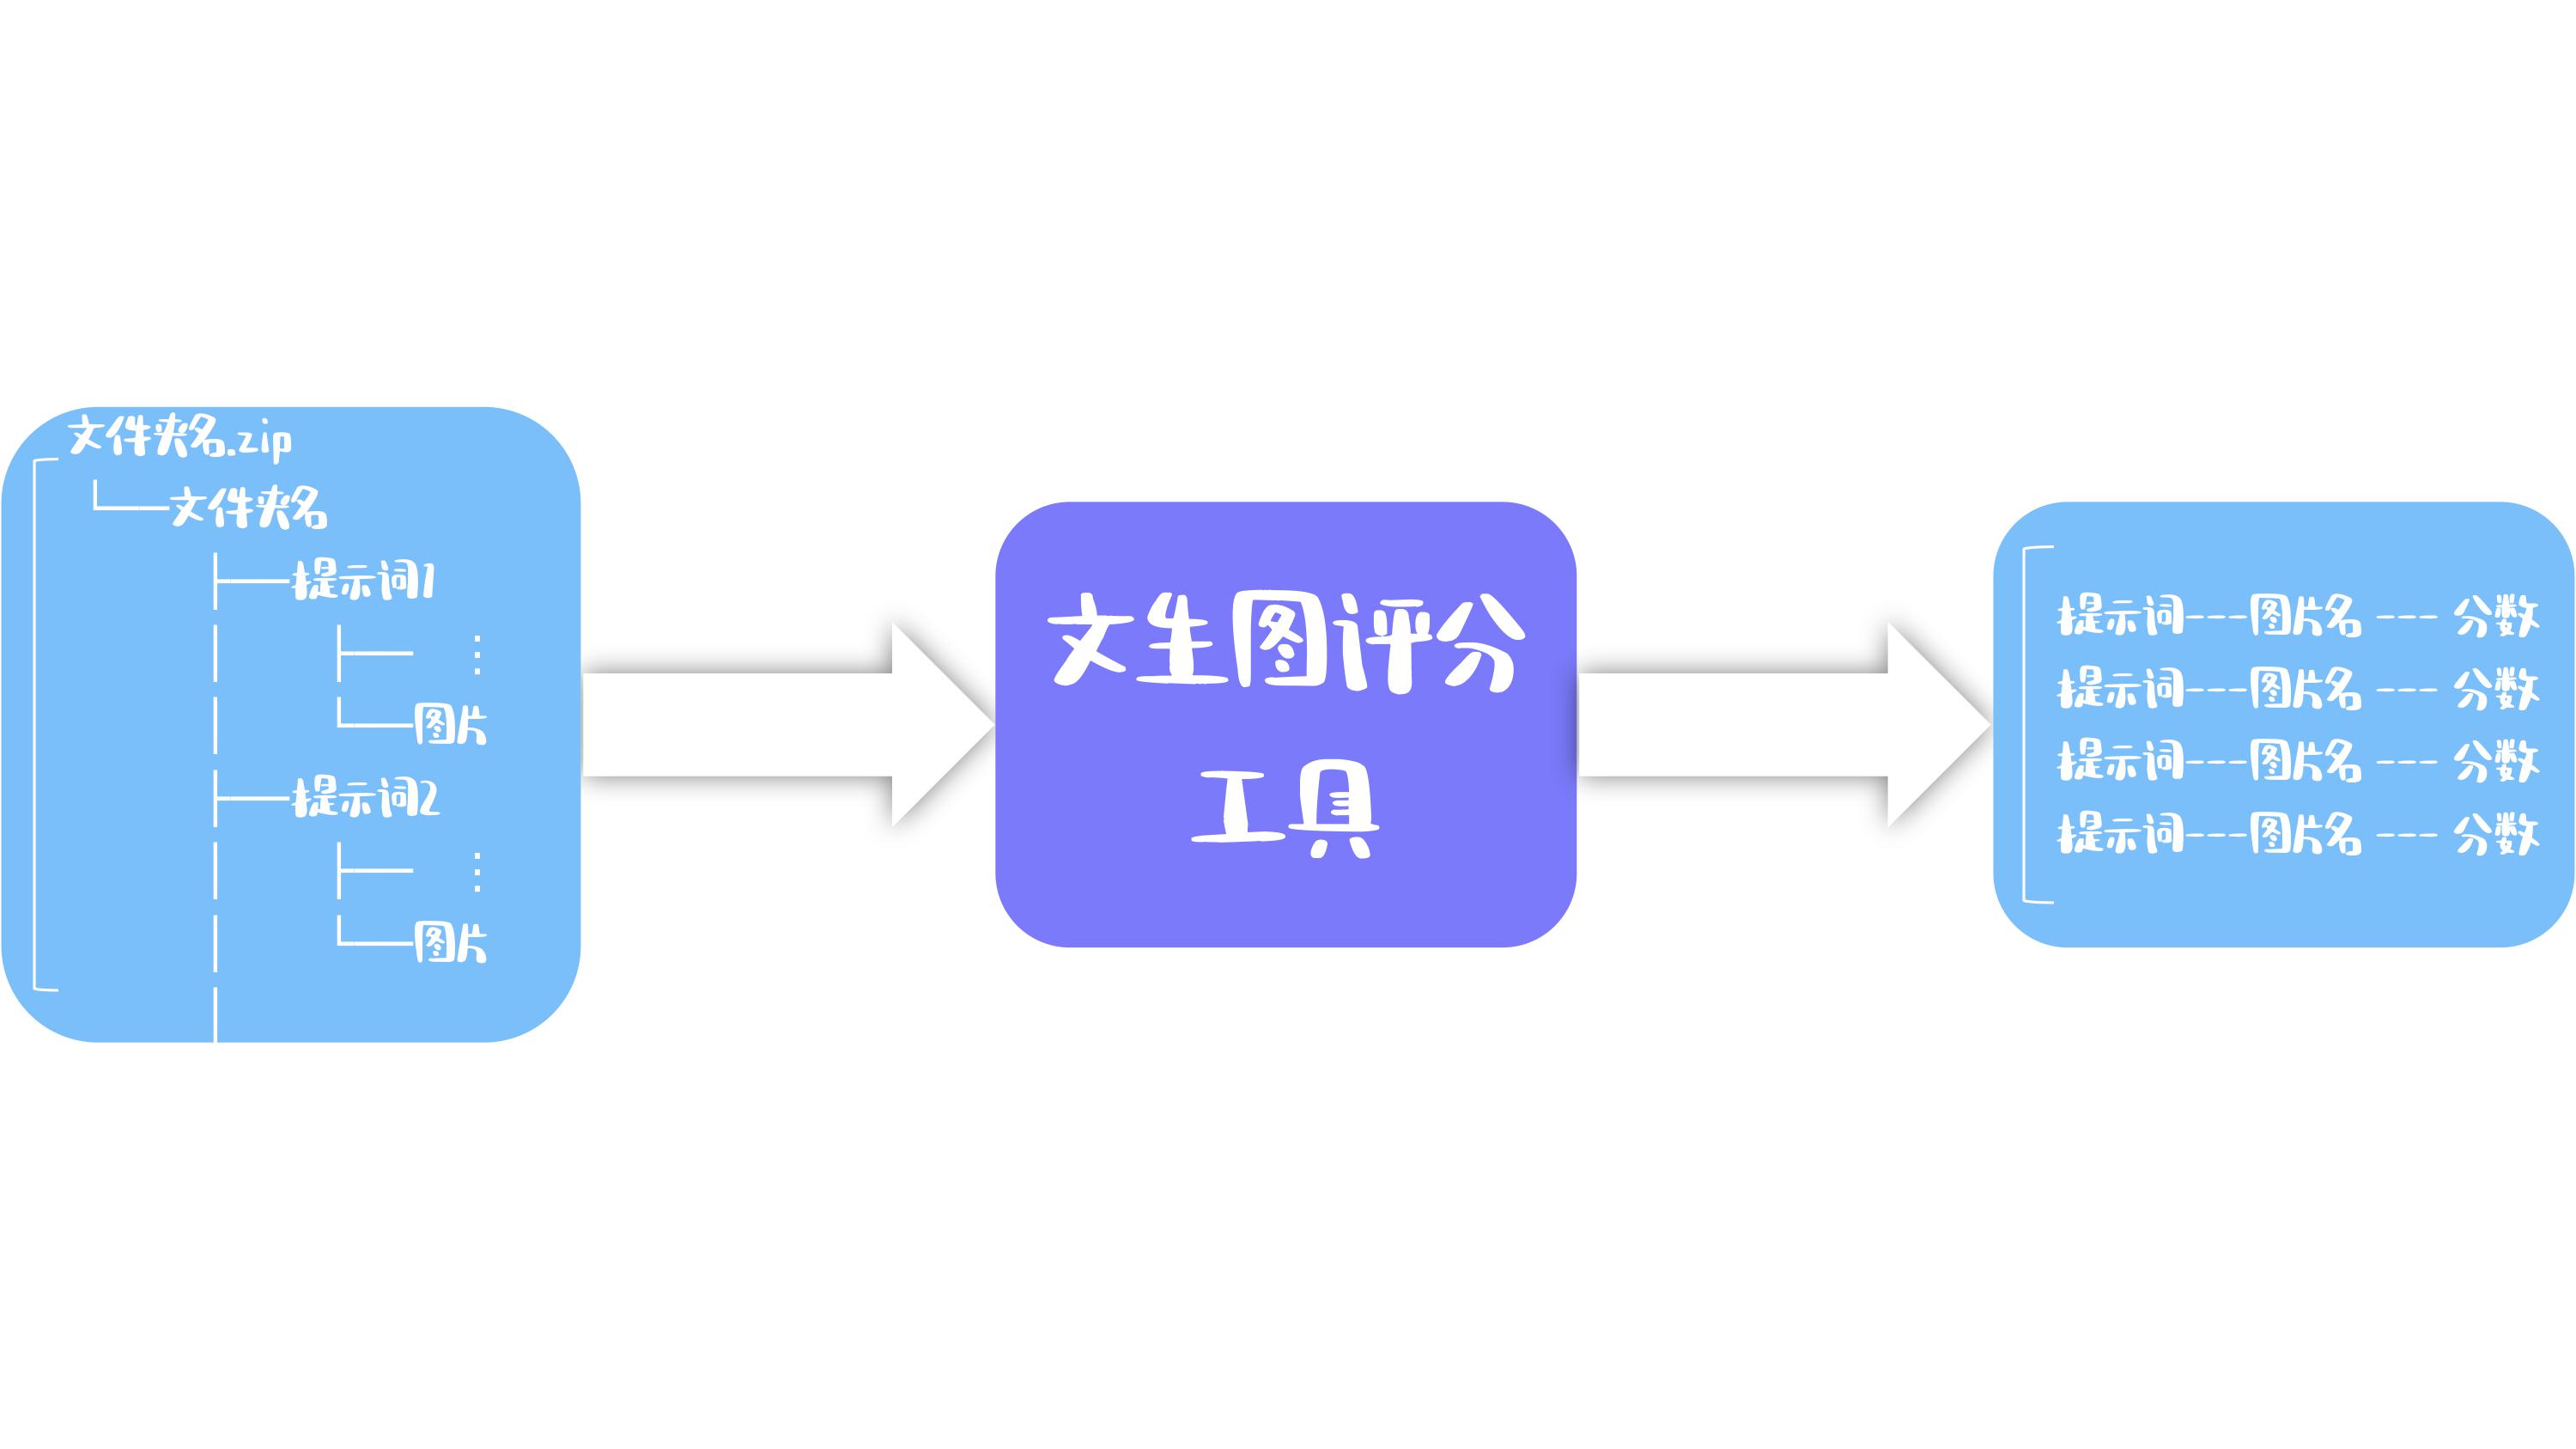 文件夹名.zip
└──文件夹名
├──提示词1
│ ├── ⋮
│ └──图片
├──提示词2
│ ├── ⋮
│ └──图片
│
文生图评分
工具
提示词---图片名 --- 分数
提示词---图片名 --- 分数
提示词---图片名 --- 分数
提示词---图片名 --- 分数